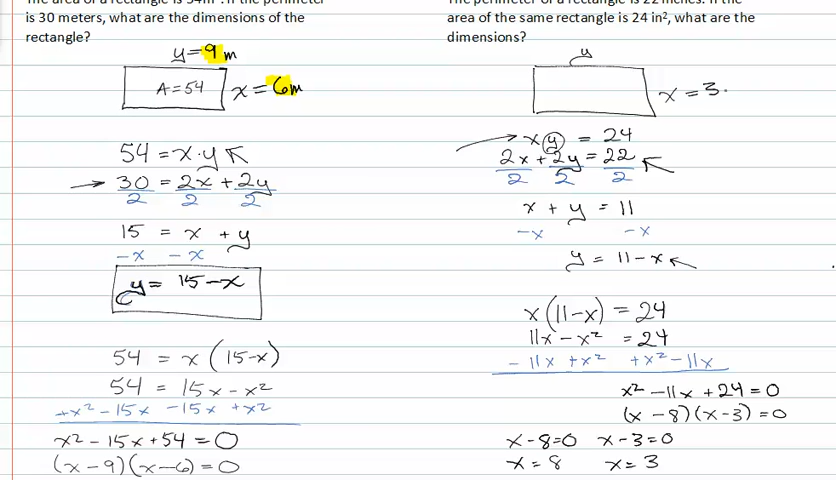 The area of a rectangle is 54m². If the perimeter
is 30 meters, what are the dimensions of the
rectangle?
y = 9 m
A = 54
x = 6m
54 = x · y
30 = 2x + 2y
2 2 2
15 = x + y
-x -x
y = 15 - x
54 = x (15-x)
54 = 15x - x²
+x² - 15x -15x +x²
x² - 15x + 54 = 0
(x - 9)(x - 6) = 0
The perimeter of a rectangle is 22 inches. If the
area of the same rectangle is 24 in², what are the
dimensions?
y
x = 3.
xy = 24
2x + 2y = 22
2 2 2
x + y = 11
-x -x
y = 11 - x
x(11-x) = 24
11x - x² = 24
- 11x + x² +x² - 11x
x² - 11x + 24 = 0
(x - 8)(x - 3) = 0
x - 8 = 0 x - 3 = 0
x = 8 x = 3